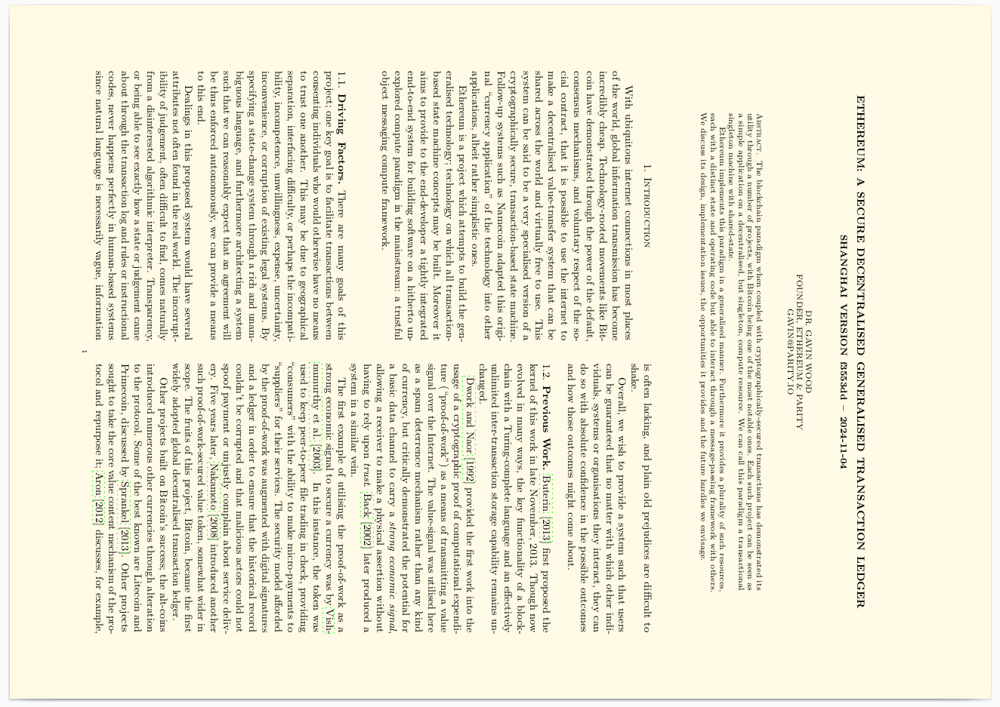 ETHEREUM: A SECURE DECENTRALISED GENERALISED TRANSACTION LEDGER
SHANGHAI VERSION f3553dd – 2024-11-04
DR. GAVIN WOOD
FOUNDER, ETHEREUM & PARITY
GAVIN@PARITY.IO
Abstract. The blockchain paradigm when coupled with cryptographically-secured transactions has demonstrated its
utility through a number of projects, with Bitcoin being one of the most notable ones. Each such project can be seen as
a simple application on a decentralised, but singleton, compute resource. We can call this paradigm a transactional
singleton machine with shared-state.
Ethereum implements this paradigm in a generalised manner. Furthermore it provides a plurality of such resources,
each with a distinct state and operating code but able to interact through a message-passing framework with others.
We discuss its design, implementation issues, the opportunities it provides and the future hurdles we envisage.
1. Introduction
With ubiquitous internet connections in most places
of the world, global information transmission has become
incredibly cheap. Technology-rooted movements like Bit-
coin have demonstrated through the power of the default,
consensus mechanisms, and voluntary respect of the so-
cial contract, that it is possible to use the internet to
make a decentralised value-transfer system that can be
shared across the world and virtually free to use. This
system can be said to be a very specialised version of a
cryptographically secure, transaction-based state machine.
Follow-up systems such as Namecoin adapted this origi-
nal “currency application” of the technology into other
applications, albeit rather simplistic ones.
Ethereum is a project which attempts to build the gen-
eralised technology; technology on which all transaction-
based state machine concepts may be built. Moreover it
aims to provide to the end-developer a tightly integrated
end-to-end system for building software on a hitherto un-
explored compute paradigm in the mainstream: a trustful
object messaging compute framework.
1.1. Driving Factors. There are many goals of this
project; one key goal is to facilitate transactions between
consenting individuals who would otherwise have no means
to trust one another. This may be due to geographical
separation, interfacing difficulty, or perhaps the incompati-
bility, incompetence, unwillingness, expense, uncertainty,
inconvenience, or corruption of existing legal systems. By
specifying a state-change system through a rich and unam-
biguous language, and furthermore architecting a system
such that we can reasonably expect that an agreement will
be thus enforced autonomously, we can provide a means
to this end.
Dealings in this proposed system would have several
attributes not often found in the real world. The incorrupt-
ibility of judgement, often difficult to find, comes naturally
from a disinterested algorithmic interpreter. Transparency,
or being able to see exactly how a state or judgement came
about through the transaction log and rules or instructional
codes, never happens perfectly in human-based systems
since natural language is necessarily vague, information
is often lacking, and plain old prejudices are difficult to
shake.
Overall, we wish to provide a system such that users
can be guaranteed that no matter with which other indi-
viduals, systems or organisations they interact, they can
do so with absolute confidence in the possible outcomes
and how those outcomes might come about.
1.2. Previous Work. Buterin [2013] first proposed the
kernel of this work in late November, 2013. Though now
evolved in many ways, the key functionality of a block-
chain with a Turing-complete language and an effectively
unlimited inter-transaction storage capability remains un-
changed.
Dwork and Naor [1992] provided the first work into the
usage of a cryptographic proof of computational expendi-
ture (“proof-of-work”) as a means of transmitting a value
signal over the Internet. The value-signal was utilised here
as a spam deterrence mechanism rather than any kind
of currency, but critically demonstrated the potential for
a basic data channel to carry a strong economic signal,
allowing a receiver to make a physical assertion without
having to rely upon trust. Back [2002] later produced a
system in a similar vein.
The first example of utilising the proof-of-work as a
strong economic signal to secure a currency was by Vish-
numurthy et al. [2003]. In this instance, the token was
used to keep peer-to-peer file trading in check, providing
“consumers” with the ability to make micro-payments to
“suppliers” for their services. The security model afforded
by the proof-of-work was augmented with digital signatures
and a ledger in order to ensure that the historical record
couldn’t be corrupted and that malicious actors could not
spoof payment or unjustly complain about service deliv-
ery. Five years later, Nakamoto [2008] introduced another
such proof-of-work-secured value token, somewhat wider in
scope. The fruits of this project, Bitcoin, became the first
widely adopted global decentralised transaction ledger.
Other projects built on Bitcoin’s success; the alt-coins
introduced numerous other currencies through alteration
to the protocol. Some of the best known are Litecoin and
Primecoin, discussed by Sprankel [2013]. Other projects
sought to take the core value content mechanism of the pro-
tocol and repurpose it; Aron [2012] discusses, for example,
1